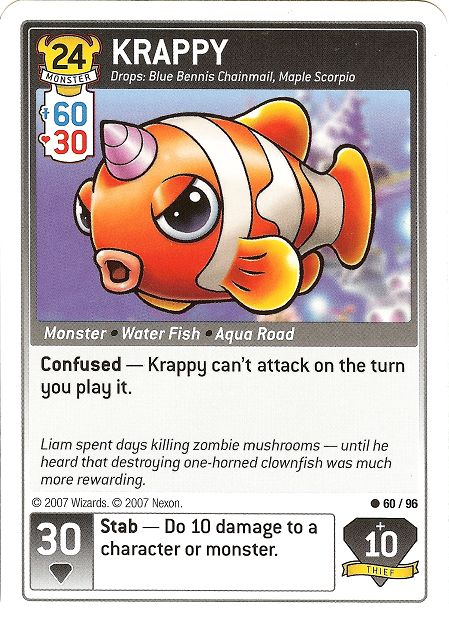 24
MONSTER
KRAPPY
Drops: Blue Bennis Chainmail, Maple Scorpio
60
30
Monster • Water Fish • Aqua Road
Confused — Krappy can't attack on the turn
you play it.
Liam spent days killing zombie mushrooms — until he
heard that destroying one-horned clownfish was much
more rewarding.
© 2007 Wizards. © 2007 Nexon.
● 60 / 96
30
Stab — Do 10 damage to a
character or monster.
+
10
THIEF